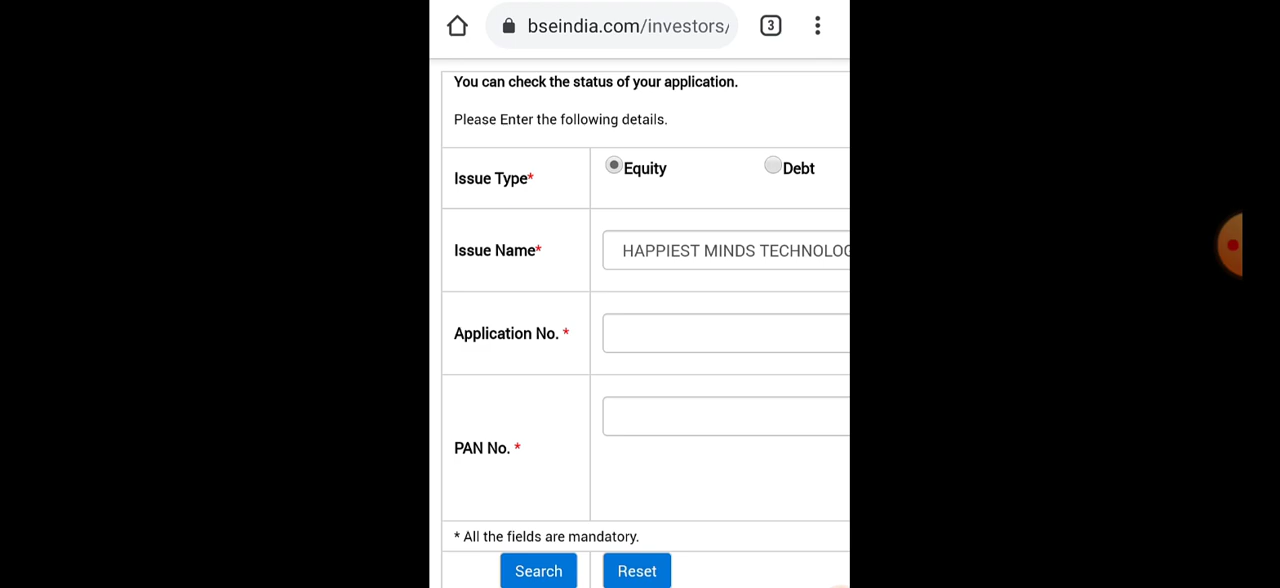 bseindia.com/investors/
3
You can check the status of your application.
Please Enter the following details.
Issue Type*
Equity
Debt
Issue Name*
HAPPIEST MINDS TECHNOLOG
Application No. *
PAN No. *
* All the fields are mandatory.
Search
Reset